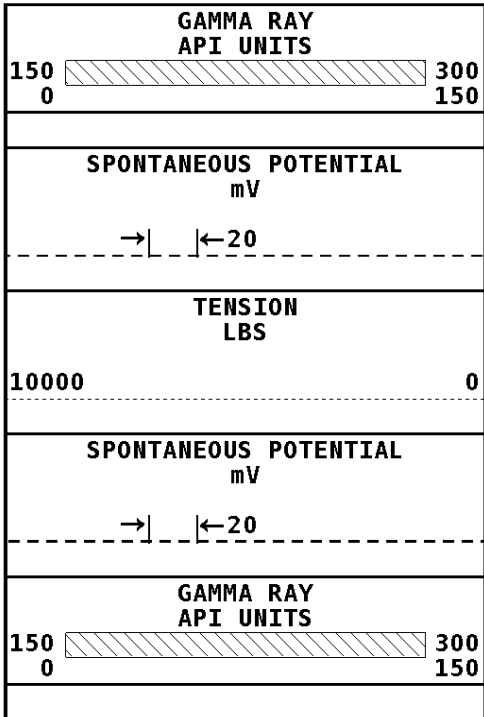 GAMMA RAY
API UNITS
150 300
0 150
SPONTANEOUS POTENTIAL
mV
→| |←20
TENSION
LBS
10000 0
SPONTANEOUS POTENTIAL
mV
→| |←20
GAMMA RAY
API UNITS
150 300
0 150